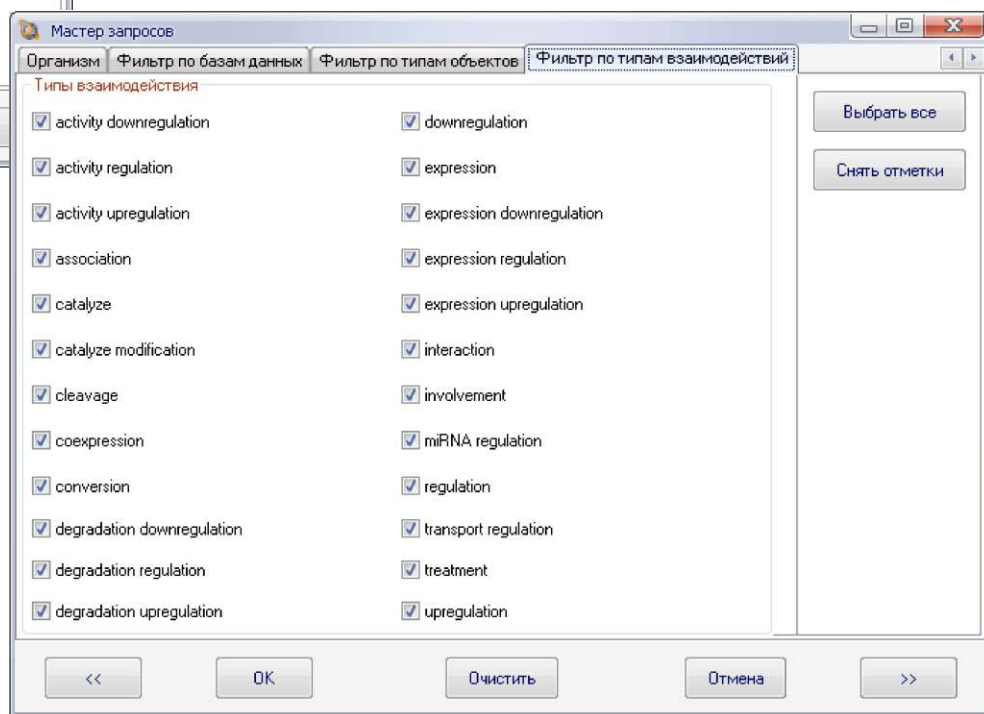 Мастер запросов
Организм Фильтр по базам данных Фильтр по типам объектов Фильтр по типам взаимодействий
Типы взаимодействия
activity downregulation downregulation Выбрать все
activity regulation expression Снять отметки
activity upregulation expression downregulation
association expression regulation
catalyze expression upregulation
catalyze modification interaction
cleavage involvement
coexpression miRNA regulation
conversion regulation
degradation downregulation transport regulation
degradation regulation treatment
degradation upregulation upregulation
<< OK Очистить Отмена >>